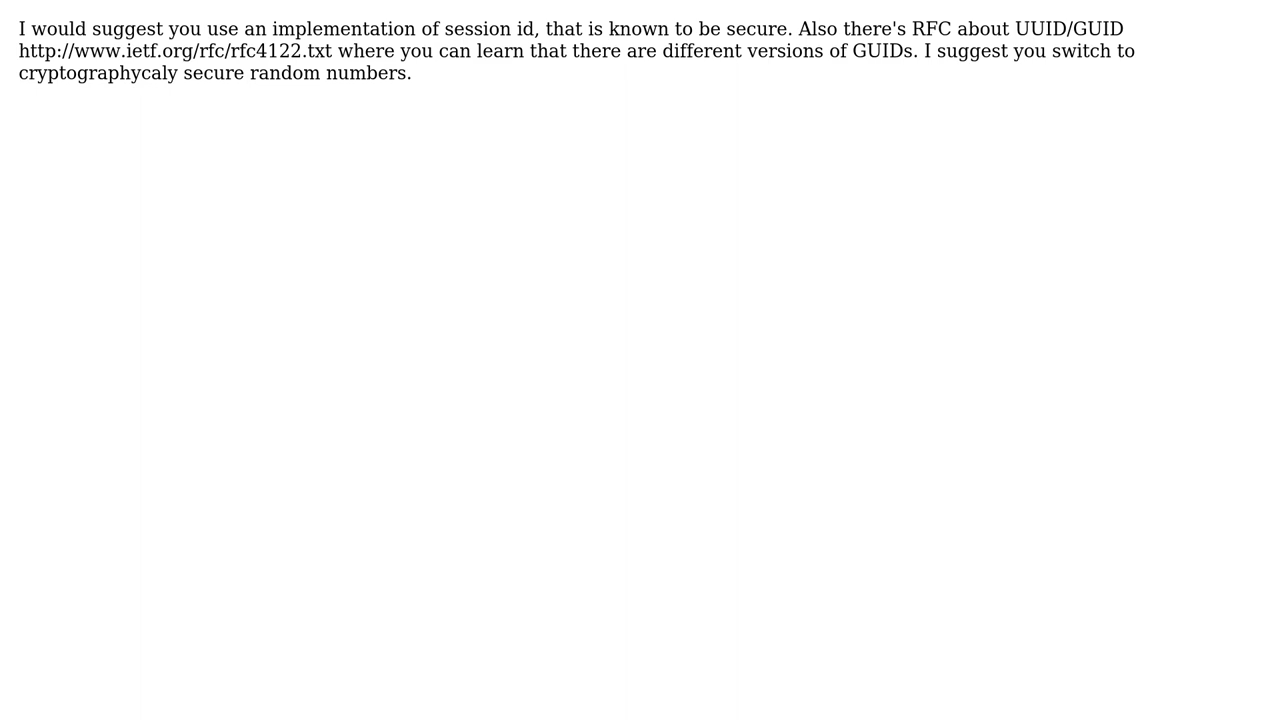 I would suggest you use an implementation of session id, that is known to be secure. Also there's RFC about UUID/GUID
http://www.ietf.org/rfc/rfc4122.txt where you can learn that there are different versions of GUIDs. I suggest you switch to
cryptographycaly secure random numbers.